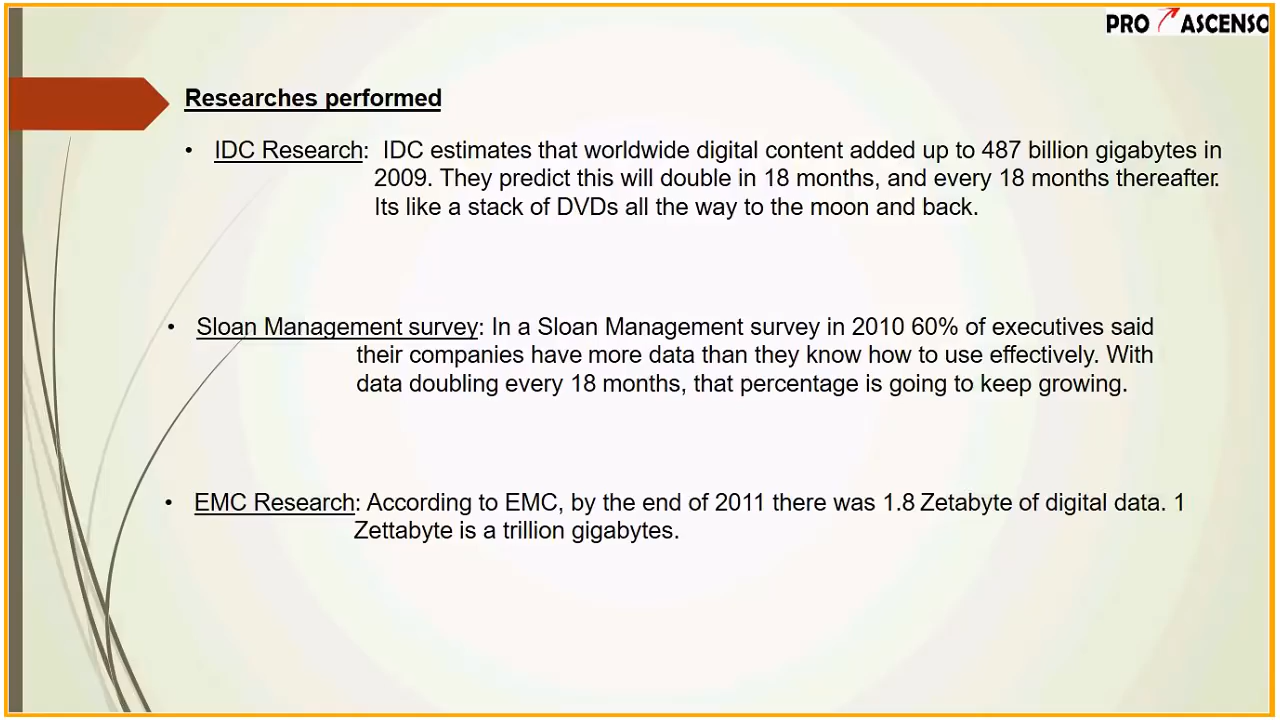 PRO ASCENSO
Researches performed
• IDC Research: IDC estimates that worldwide digital content added up to 487 billion gigabytes in
2009. They predict this will double in 18 months, and every 18 months thereafter.
Its like a stack of DVDs all the way to the moon and back.
• Sloan Management survey: In a Sloan Management survey in 2010 60% of executives said
their companies have more data than they know how to use effectively. With
data doubling every 18 months, that percentage is going to keep growing.
• EMC Research: According to EMC, by the end of 2011 there was 1.8 Zetabyte of digital data. 1
Zettabyte is a trillion gigabytes.